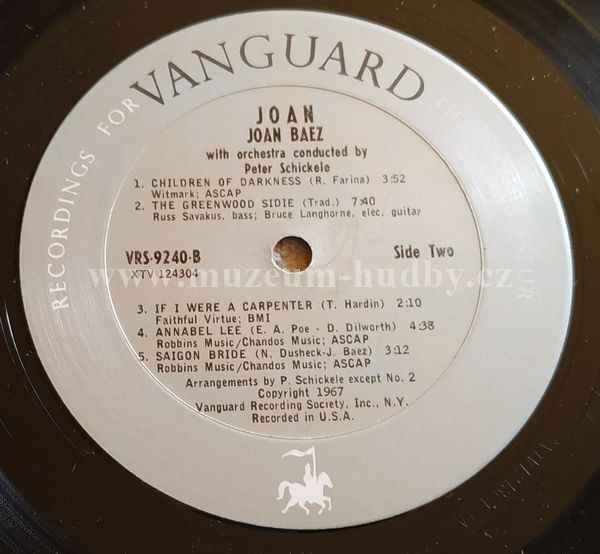 RECORDINGS FOR VANGUARD THE
JOAN
JOAN BAEZ
with orchestra conducted by
Peter Schickele
1. CHILDREN OF DARKNESS (R. Farina) 3:52
Witmark; ASCAP
2. THE GREENWOOD SIDIE (Trad.) 7:40
Russ Savakus, bass; Bruce Langhorne, elec. guitar
VRS-9240-B Side Two
XTV 124304
www.muzeum-hudby.cz
3. IF I WERE A CARPENTER (T. Hardin) 2:10
Faithful Virtue; BMI
4. ANNABEL LEE (E. A. Poe - D. Dilworth) 4:38
Robbins Music/Chandos Music; ASCAP
5. SAIGON BRIDE (N. Dusheck-J. Baez) 3:12
Robbins Music/Chandos Music; ASCAP
Arrangements by P. Schickele except No. 2
Copyright 1967
Vanguard Recording Society, Inc., N.Y.
Recorded in U.S.A.